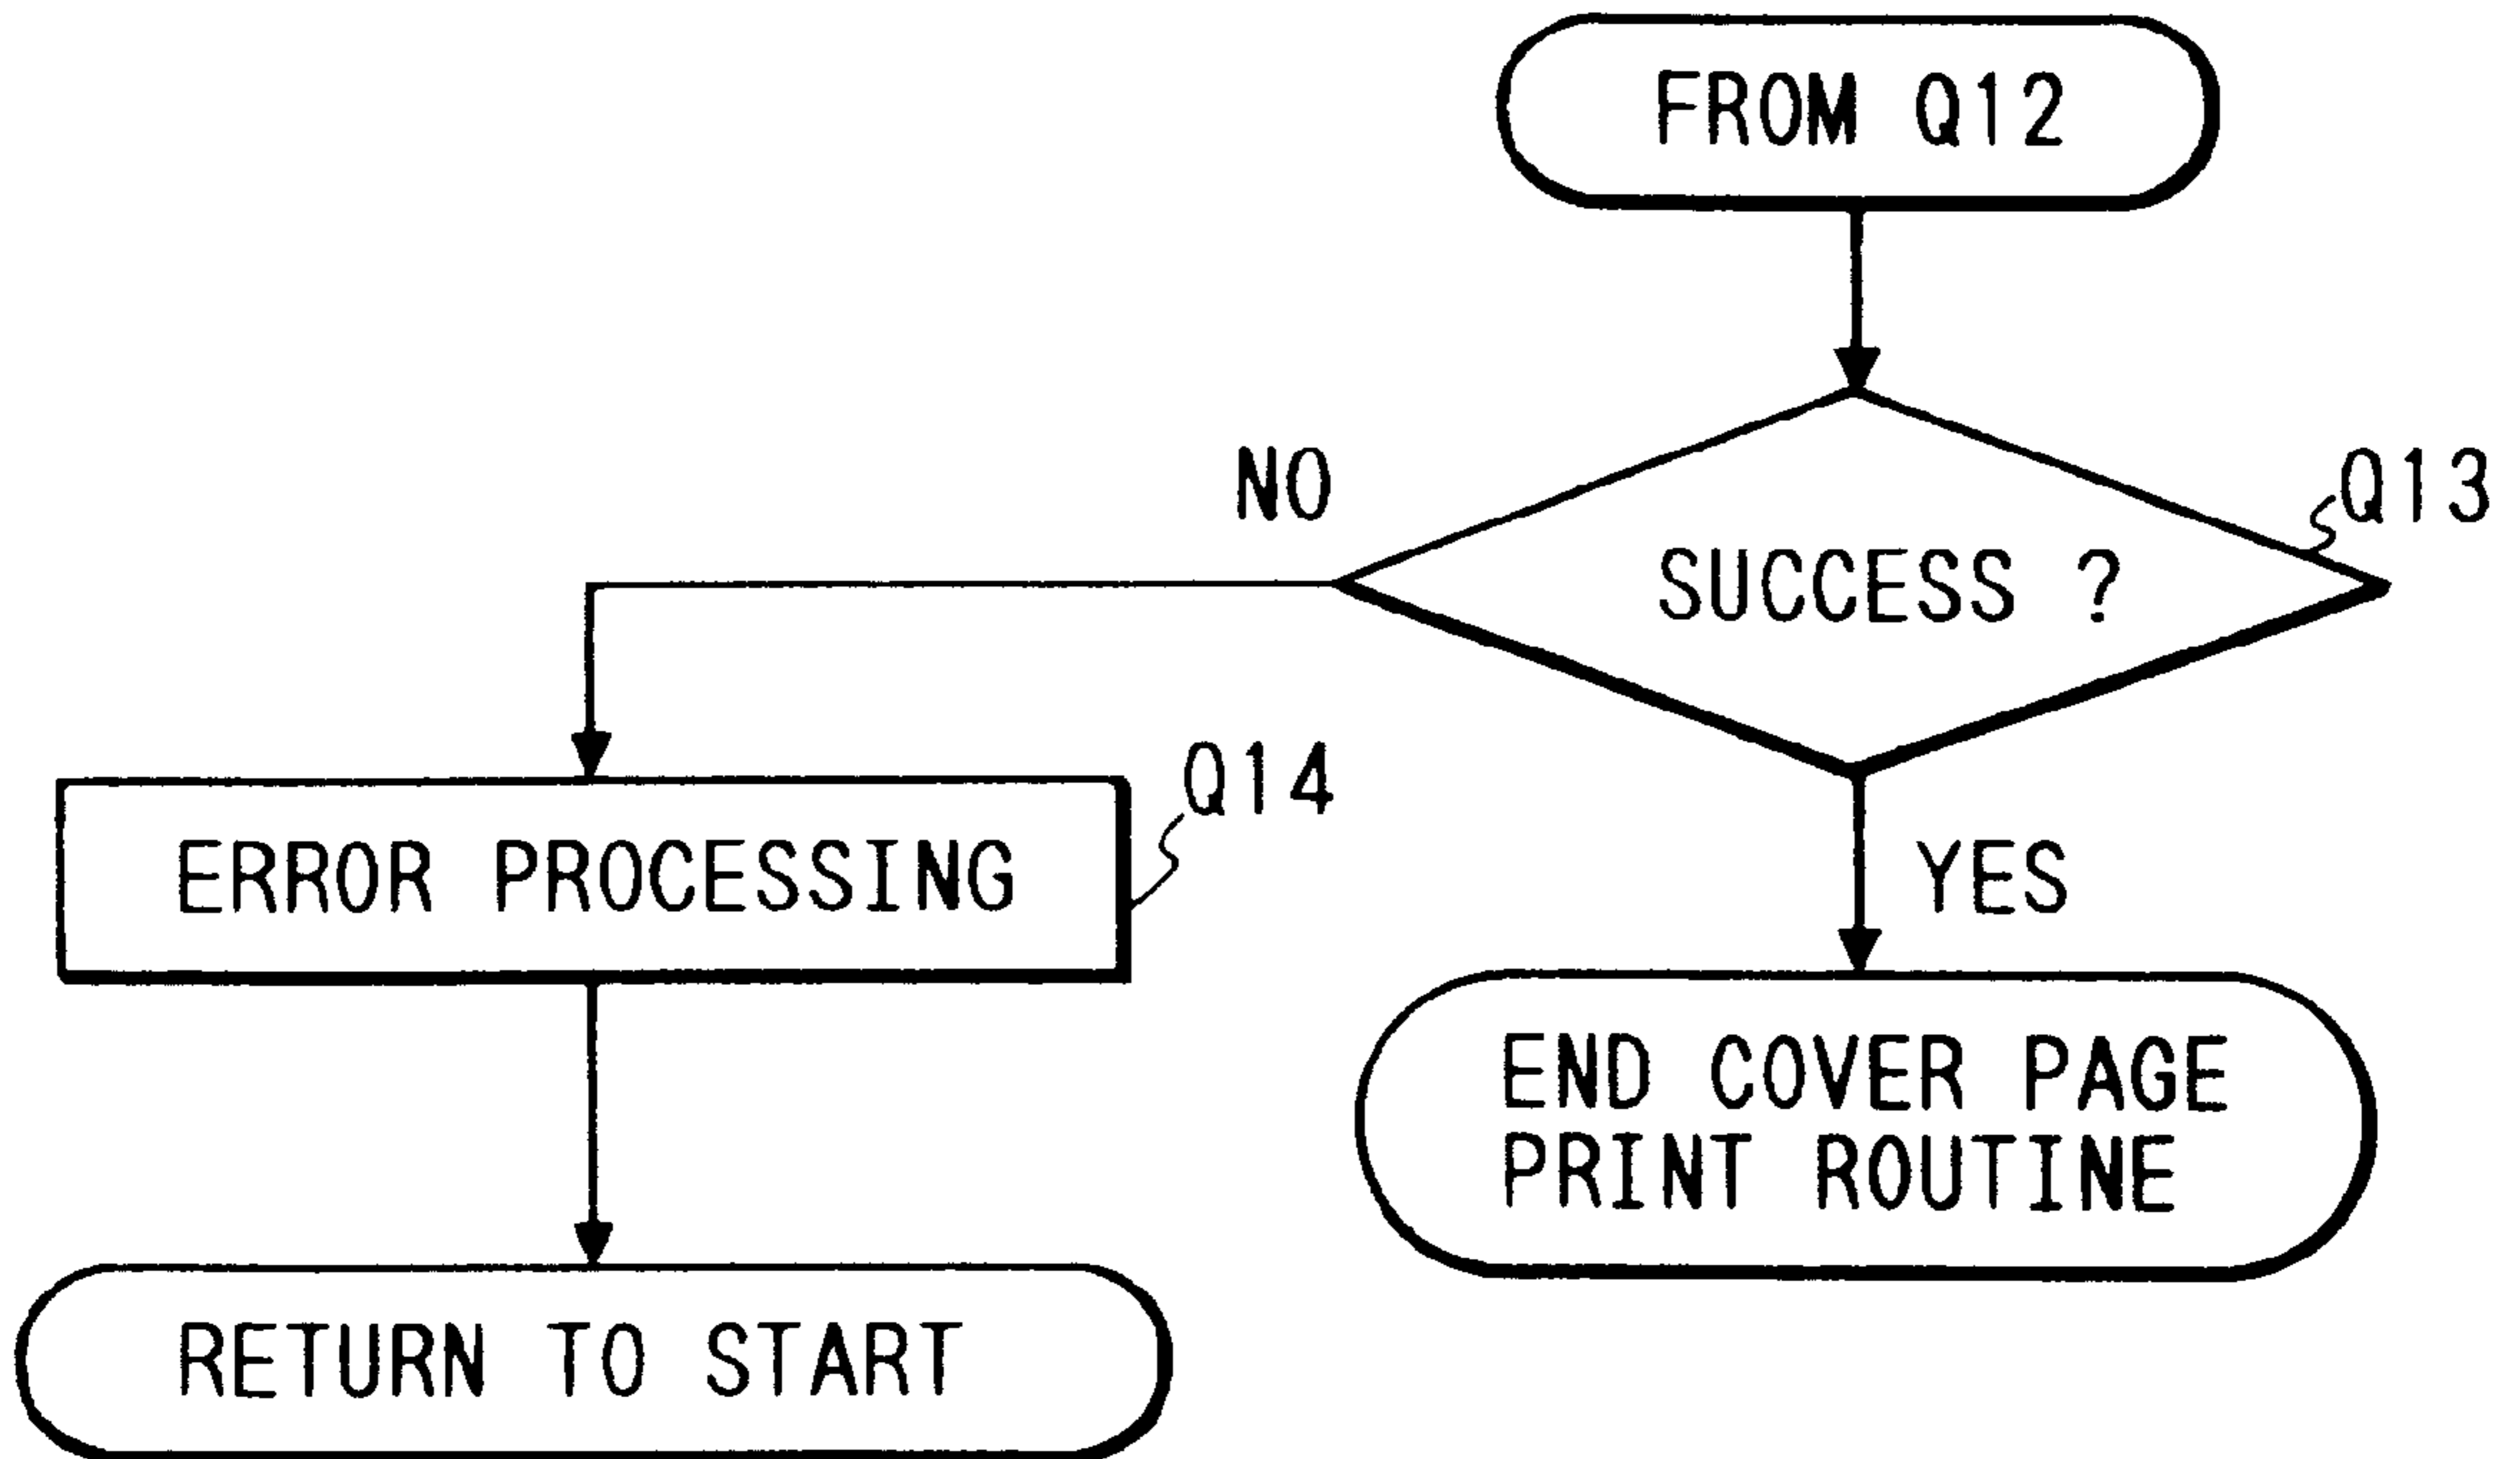 FROM Q12
NO
Q13
SUCCESS ?
Q14
ERROR PROCESSING
YES
END COVER PAGE
PRINT ROUTINE
RETURN TO START